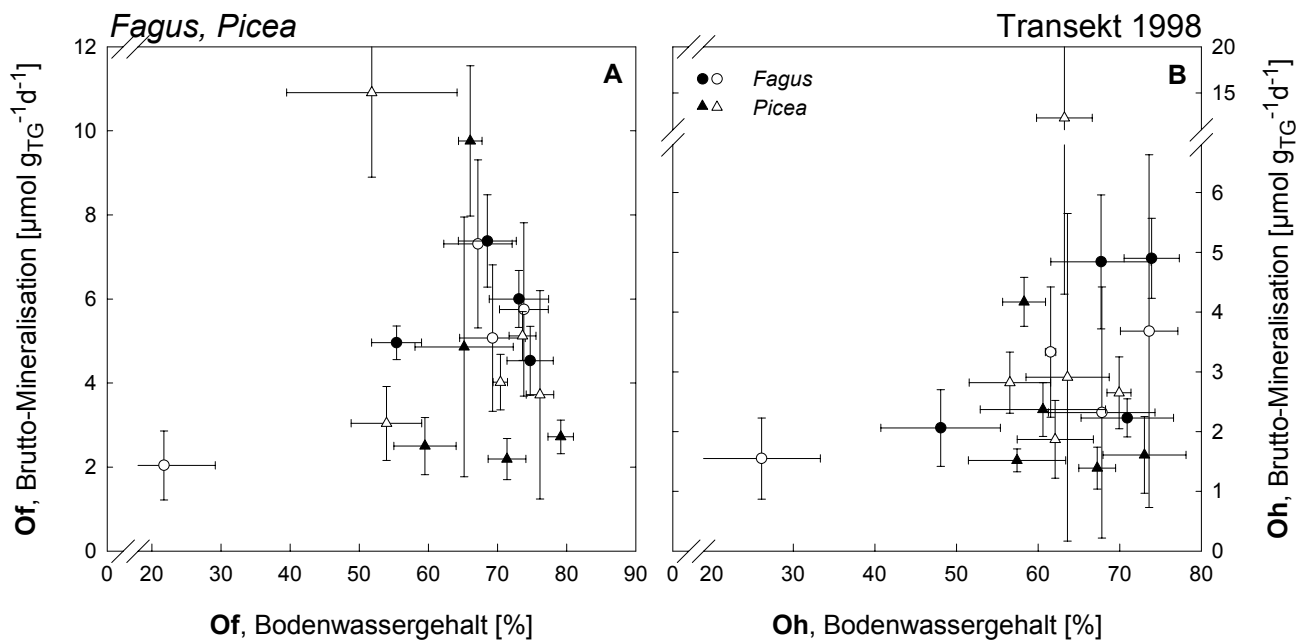 Fagus, Picea
Transekt 1998
A
B
Fagus
Picea
Of, Brutto-Mineralisation [µmol gTG⁻¹d⁻¹]
12
10
8
6
4
2
0
0 20 30 40 50 60 70 80 90
Of, Bodenwassergehalt [%]
20
15
6
5
4
3
2
1
0
0 20 30 40 50 60 70 80
Oh, Bodenwassergehalt [%]
Oh, Brutto-Mineralisation [µmol gTG⁻¹d⁻¹]